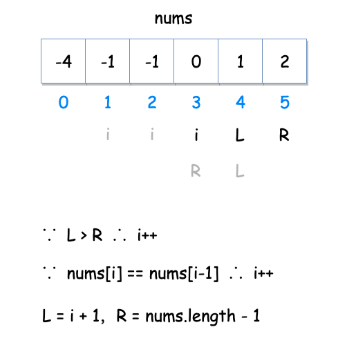 nums
-4 -1 -1 0 1 2
0 1 2 3 4 5
i i i L R
R L
∵ L > R ∴ i++
∵ nums[i] == nums[i-1] ∴ i++
L = i + 1, R = nums.length - 1